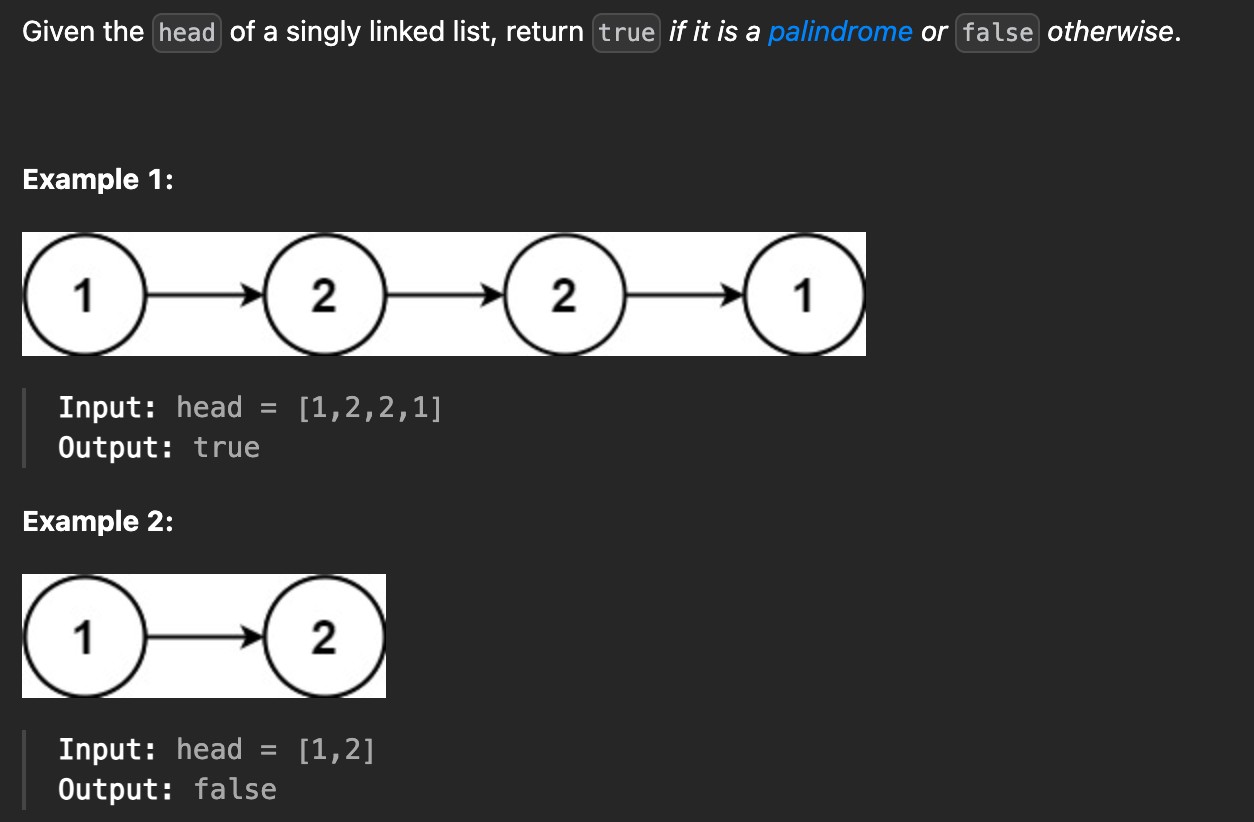 Given the head of a singly linked list, return true if it is a palindrome or false otherwise.
Example 1:
1 2 2 1
Input: head = [1,2,2,1]
Output: true
Example 2:
1 2
Input: head = [1,2]
Output: false